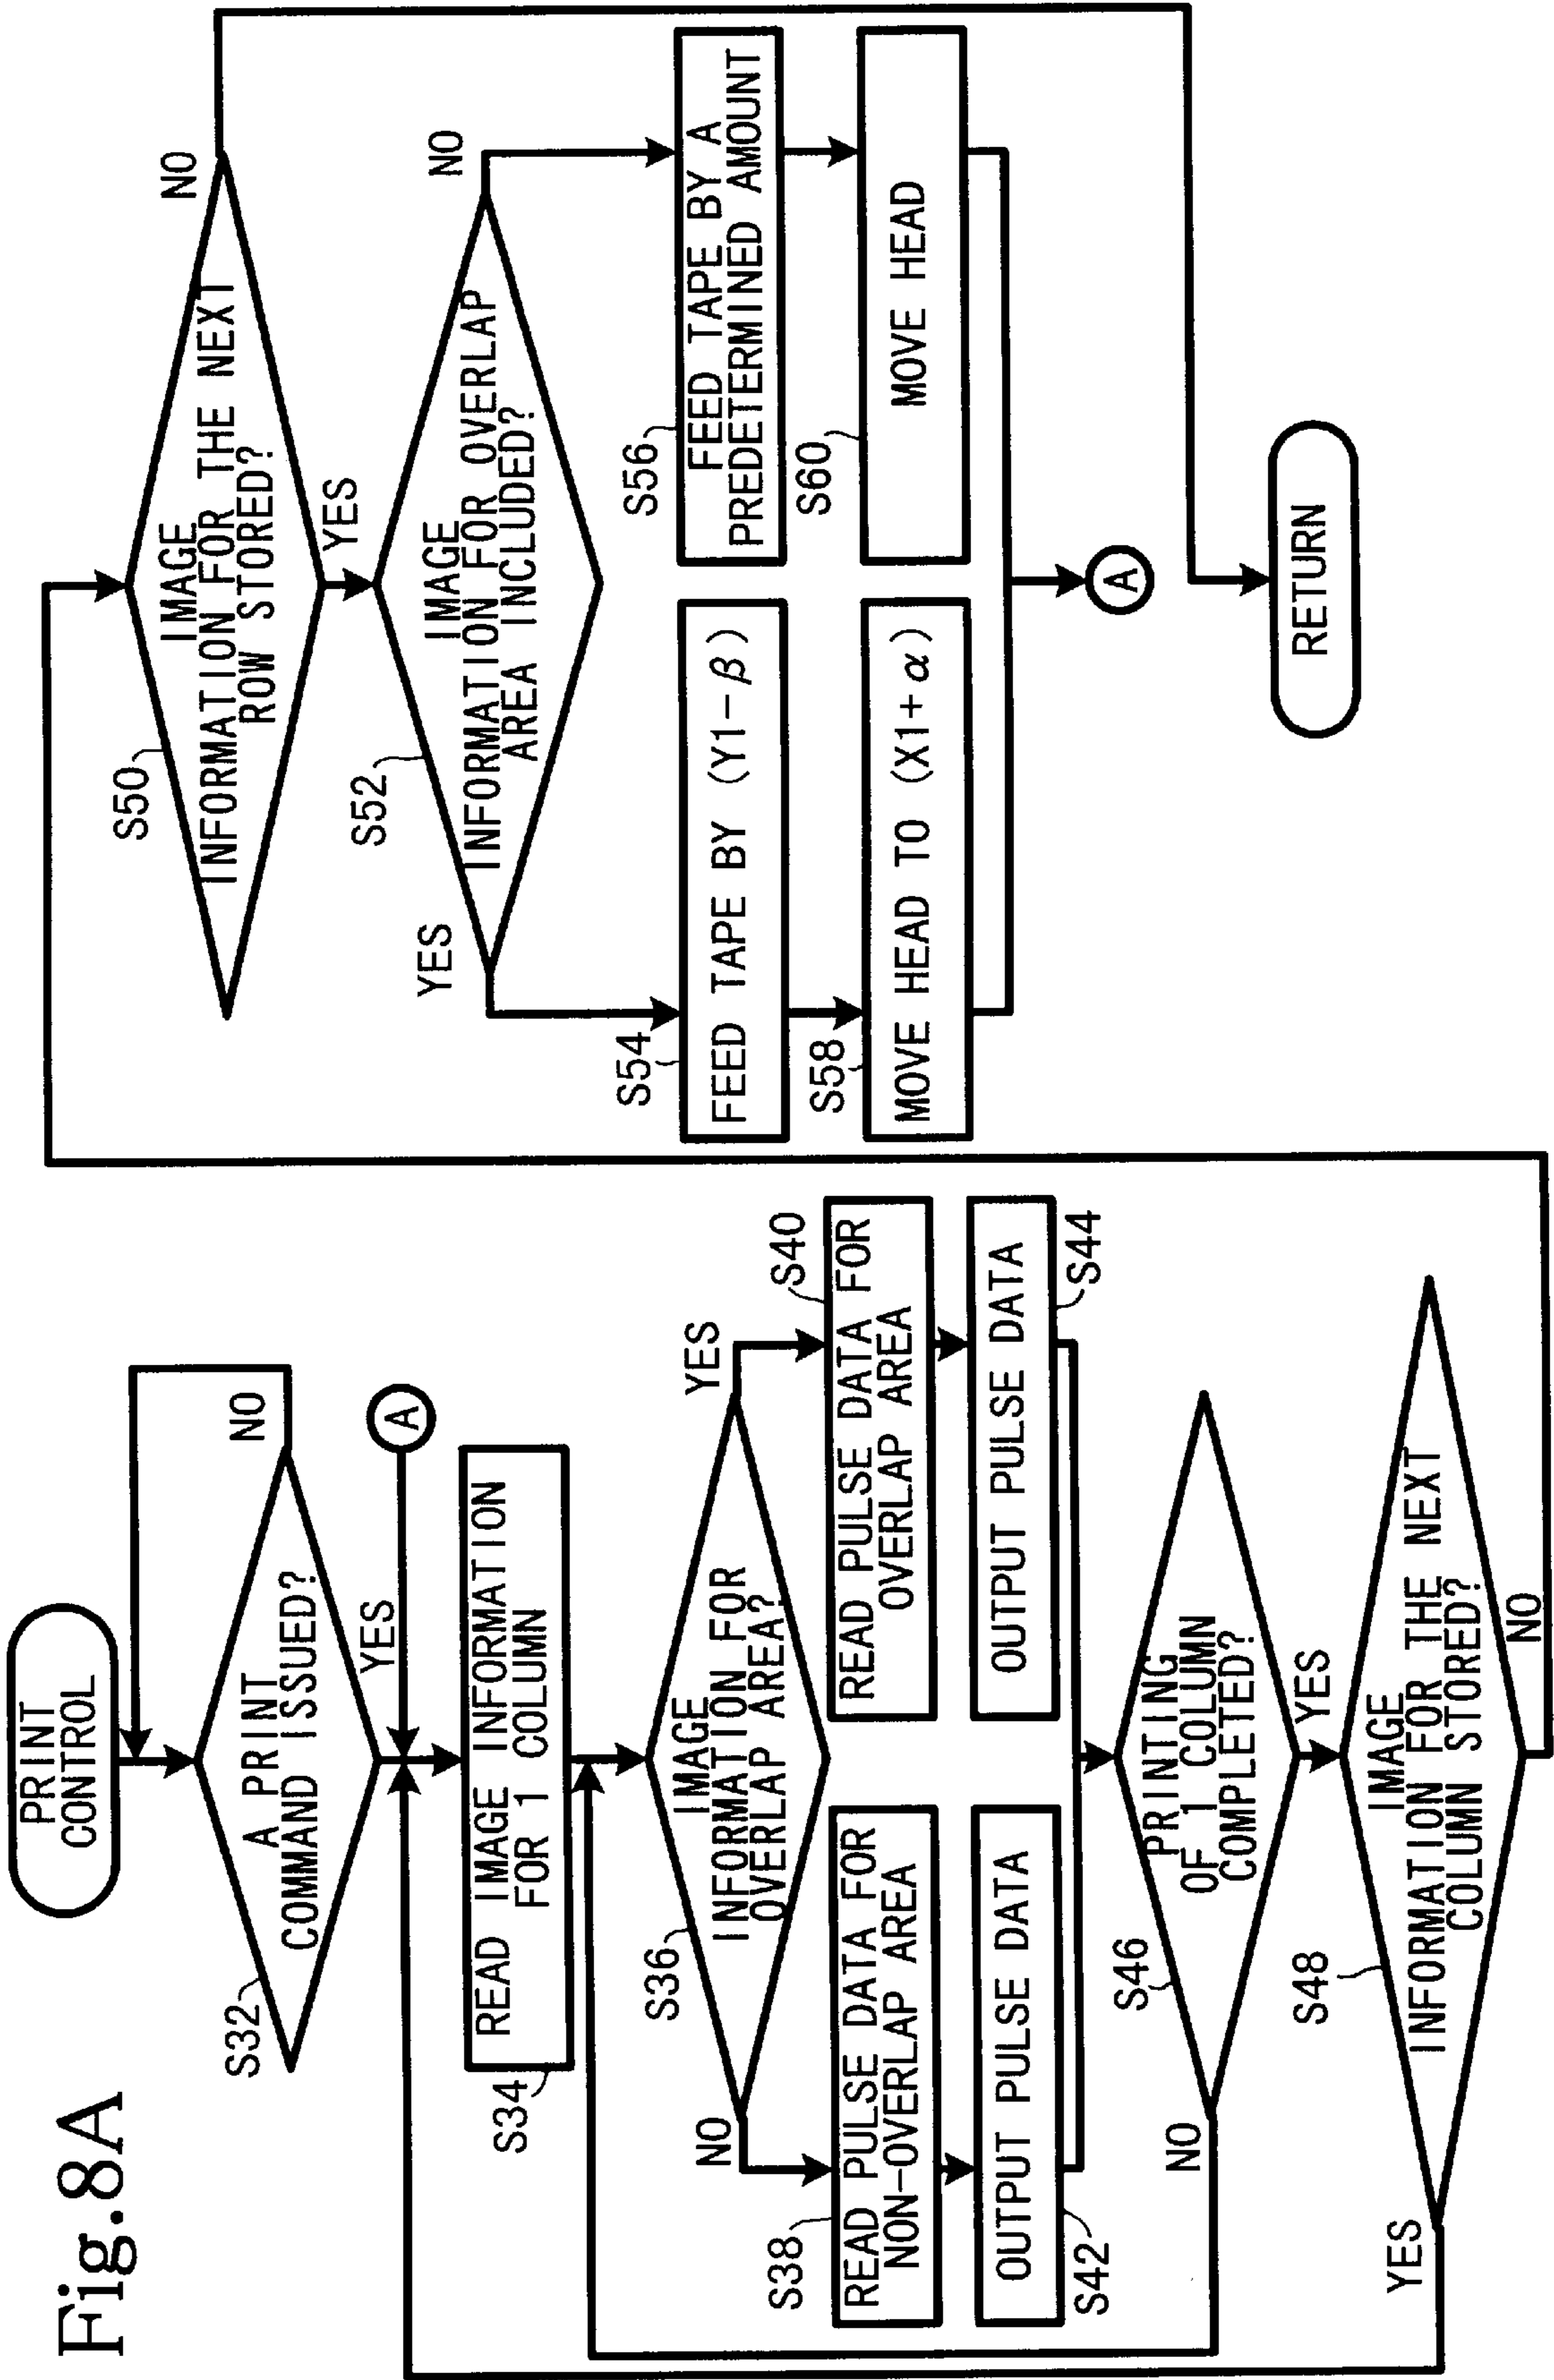 Fig.8A
PRINT
CONTROL
S32
A PRINT
COMMAND ISSUED?
NO
YES
A
S34
READ IMAGE INFORMATION
FOR 1 COLUMN
S36
IMAGE
INFORMATION FOR
OVERLAP AREA?
NO
YES
S38
READ PULSE DATA FOR
NON-OVERLAP AREA
S40
READ PULSE DATA FOR
OVERLAP AREA
S42
OUTPUT PULSE DATA
S44
OUTPUT PULSE DATA
S46
PRINTING
OF 1 COLUMN
COMPLETED?
NO
YES
S48
IMAGE
INFORMATION FOR THE NEXT
COLUMN STORED?
YES
NO
S50
IMAGE
INFORMATION FOR THE NEXT
ROW STORED?
NO
YES
S52
IMAGE
INFORMATION FOR OVERLAP
AREA INCLUDED?
YES
NO
S54
FEED TAPE BY (Y1-β)
S56
FEED TAPE BY A
PREDETERMINED AMOUNT
S58
MOVE HEAD TO (X1+α)
S60
MOVE HEAD
A
RETURN